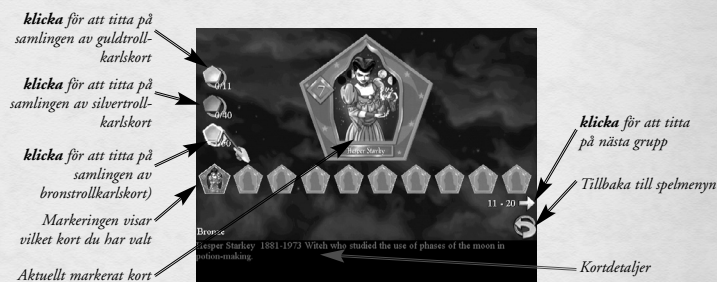 klicka för att titta på
samlingen av guldtroll-
karlskort
klicka för att titta på
samlingen av silvertroll-
karlskort
klicka för att titta på
samlingen av
bronstrollkarlskort)
Markeringen visar
vilket kort du har valt
Aktuellt markerat kort
0/11
0/40
Hesper Starkey
11 - 20
Bronze
Hesper Starkey 1881-1973 Witch who studied the use of phases of the moon in
potion-making.
klicka för att titta
på nästa grupp
Tillbaka till spelmenyn
Kortdetaljer